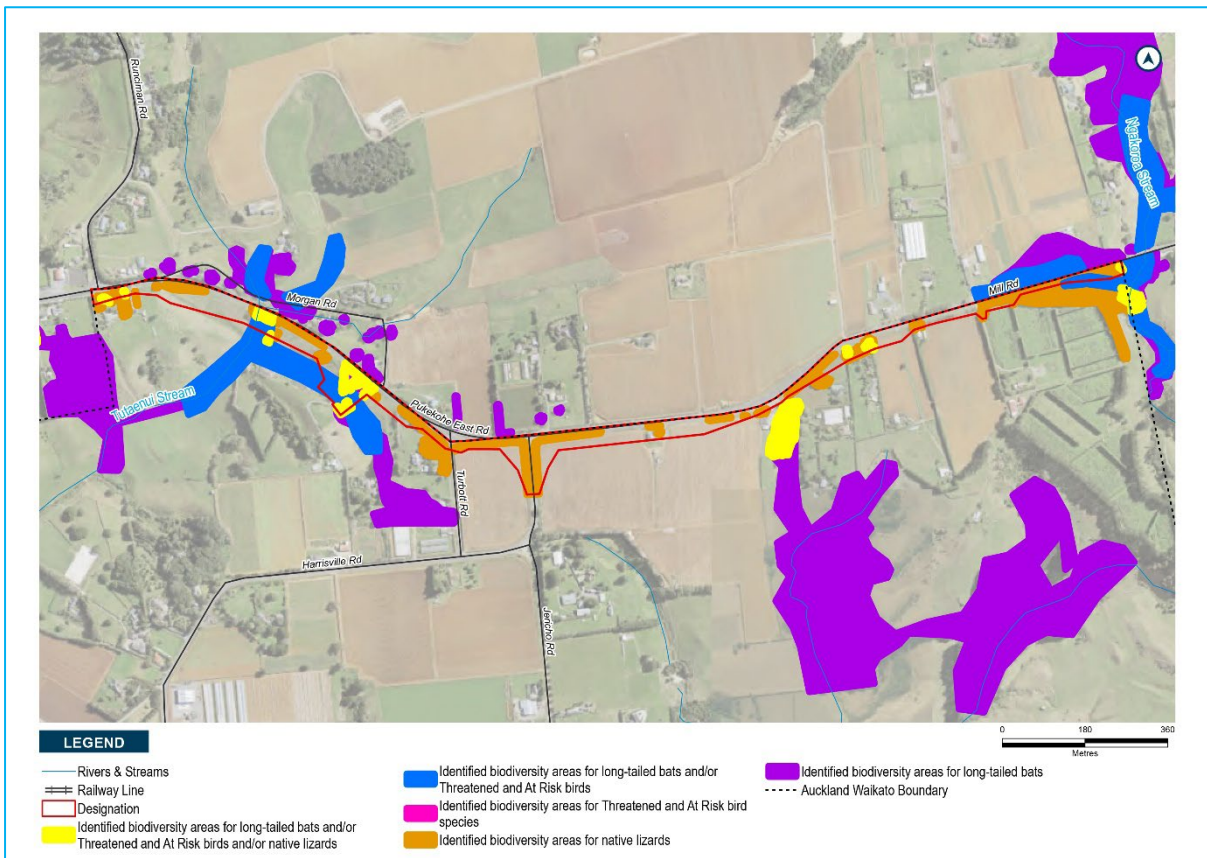 Runciman Rd
Ngakoroa Stream
Morgan Rd
Mill Rd
Tutaenui Stream
Pukekohe East Rd
Turbott Rd
Harrisville Rd
Jericho Rd
LEGEND
0 180 360
Metres
Rivers & Streams
Railway Line
Designation
Identified biodiversity areas for long-tailed bats and/or
Threatened and At Risk birds and/or native lizards
Identified biodiversity areas for long-tailed bats and/or
Threatened and At Risk birds
Identified biodiversity areas for Threatened and At Risk bird
species
Identified biodiversity areas for native lizards
Identified biodiversity areas for long-tailed bats
Auckland Waikato Boundary